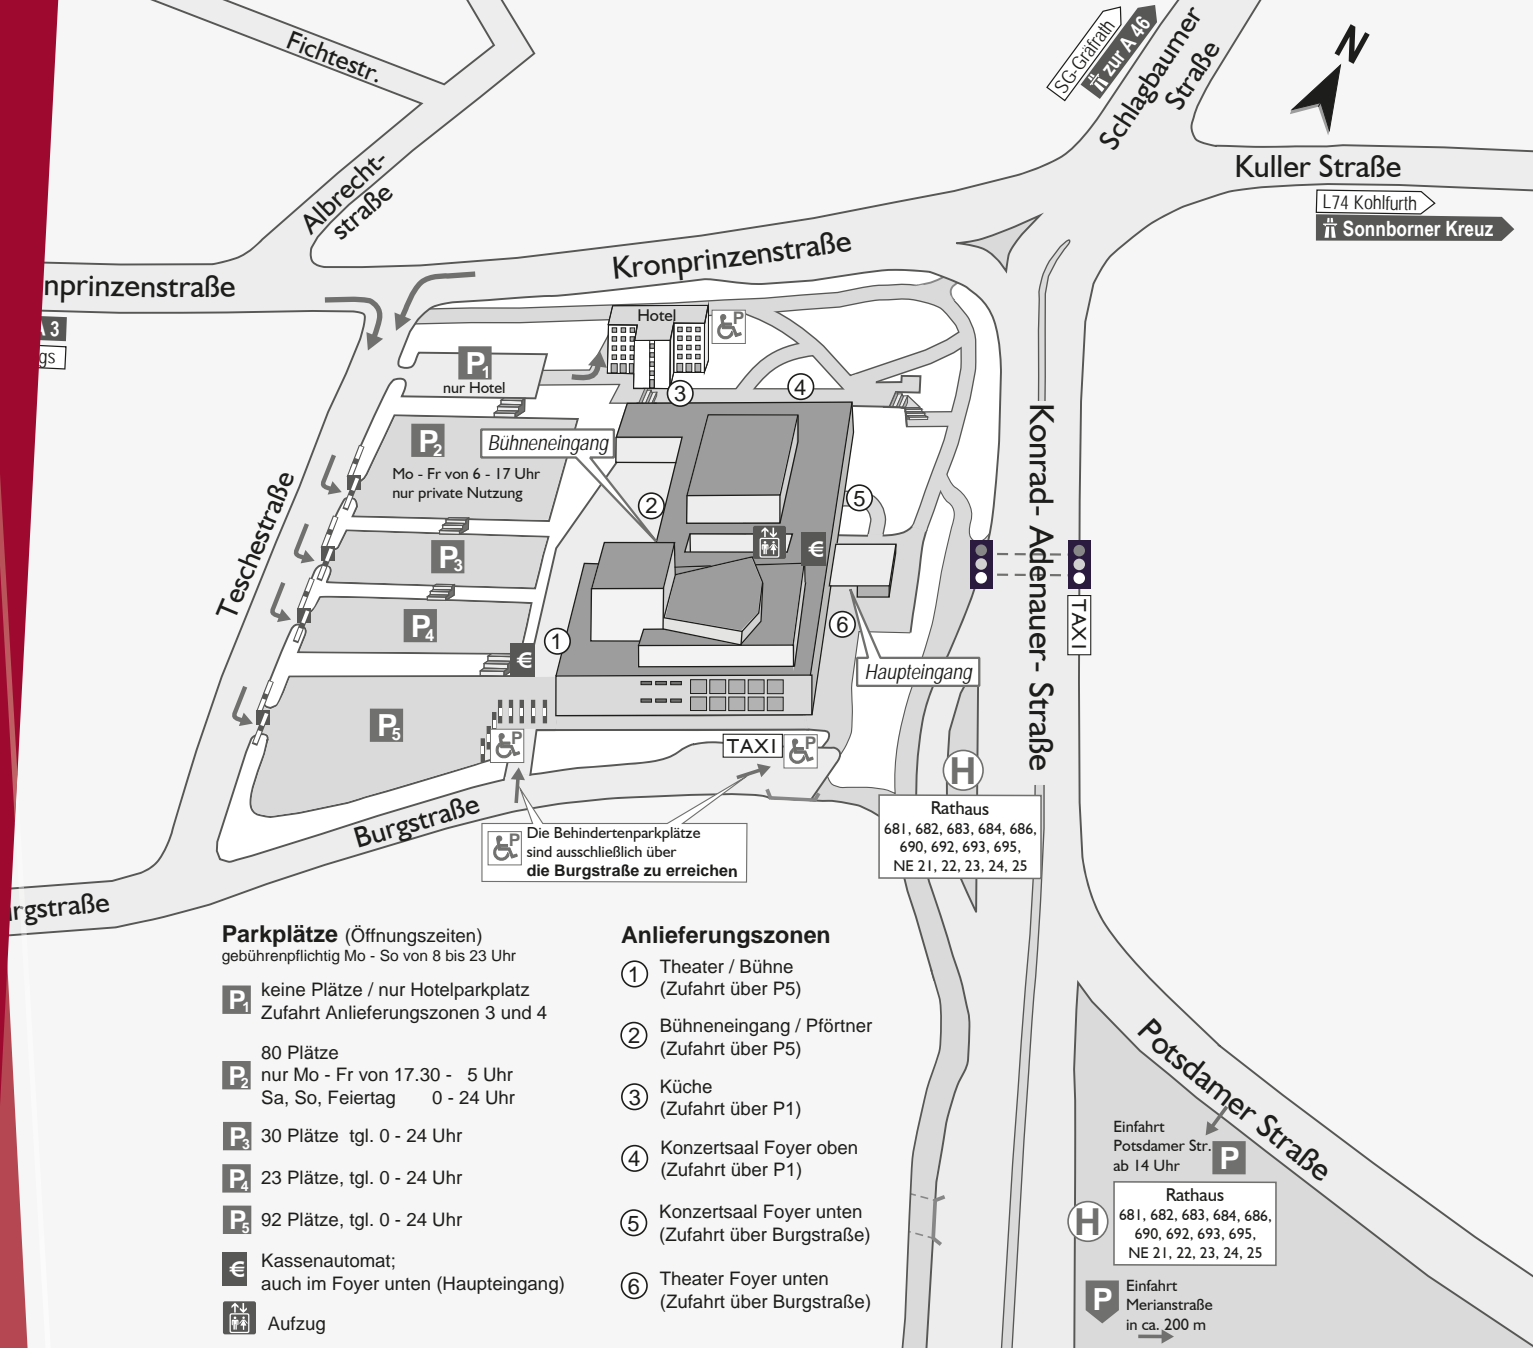 Fichtestr.
SG-Gräfrath
zur A 46
Schlagbaumer
Straße
N
Albrecht-
straße
Kuller Straße
L74 Kohlfurth
Sonnborner Kreuz
Kronprinzenstraße
nprinzenstraße
A 3
gs
Hotel
P
P1
nur Hotel
3
4
P2
Bühneneingang
Mo - Fr von 6 - 17 Uhr
nur private Nutzung
2
5
€
P3
Teschestraße
Konrad- Adenauer- Straße
TAXI
P4
1
6
€
Haupteingang
P5
P
TAXI
P
H
Burgstraße
Rathaus
681, 682, 683, 684, 686,
690, 692, 693, 695,
NE 21, 22, 23, 24, 25
P
Die Behindertenparkplätze
sind ausschließlich über
die Burgstraße zu erreichen
rgstraße
Parkplätze (Öffnungszeiten)
gebührenpflichtig Mo - So von 8 bis 23 Uhr
P1
keine Plätze / nur Hotelparkplatz
Zufahrt Anlieferungszonen 3 und 4
P2
80 Plätze
nur Mo - Fr von 17.30 - 5 Uhr
Sa, So, Feiertag 0 - 24 Uhr
P3 30 Plätze tgl. 0 - 24 Uhr
P4 23 Plätze, tgl. 0 - 24 Uhr
P5 92 Plätze, tgl. 0 - 24 Uhr
€
Kassenautomat;
auch im Foyer unten (Haupteingang)
Aufzug
Anlieferungszonen
1 Theater / Bühne
(Zufahrt über P5)
2 Bühneneingang / Pförtner
(Zufahrt über P5)
3 Küche
(Zufahrt über P1)
4 Konzertsaal Foyer oben
(Zufahrt über P1)
5 Konzertsaal Foyer unten
(Zufahrt über Burgstraße)
6 Theater Foyer unten
(Zufahrt über Burgstraße)
Potsdamer Straße
Einfahrt
Potsdamer Str.
ab 14 Uhr
P
H
Rathaus
681, 682, 683, 684, 686,
690, 692, 693, 695,
NE 21, 22, 23, 24, 25
P
Einfahrt
Merianstraße
in ca. 200 m